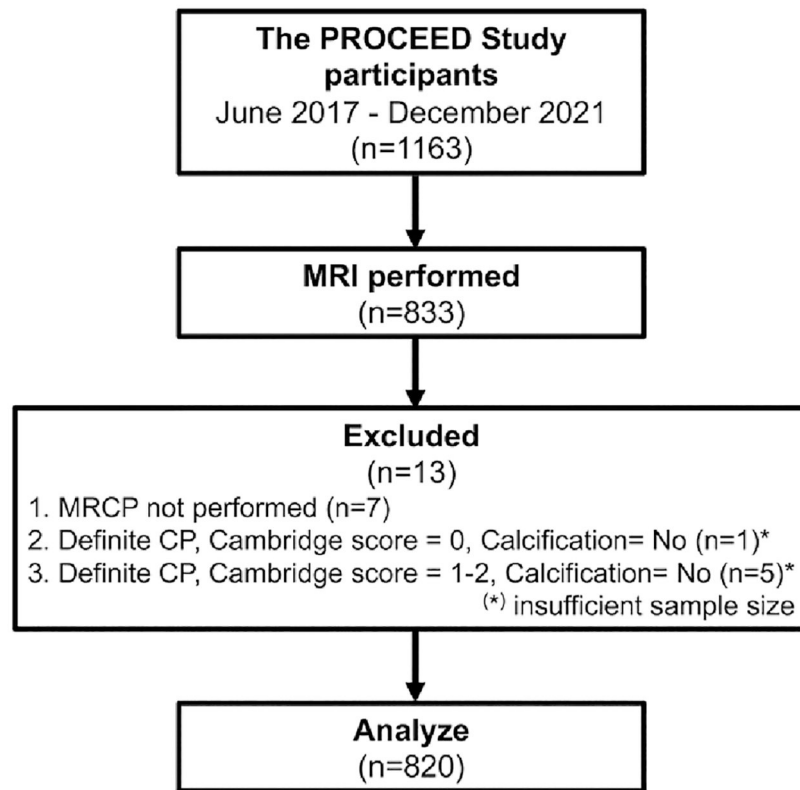 The PROCEED Study
participants
June 2017 - December 2021
(n=1163)
MRI performed
(n=833)
Excluded
(n=13)
1. MRCP not performed (n=7)
2. Definite CP, Cambridge score = 0, Calcification= No (n=1)*
3. Definite CP, Cambridge score = 1-2, Calcification= No (n=5)*
(*) insufficient sample size
Analyze
(n=820)